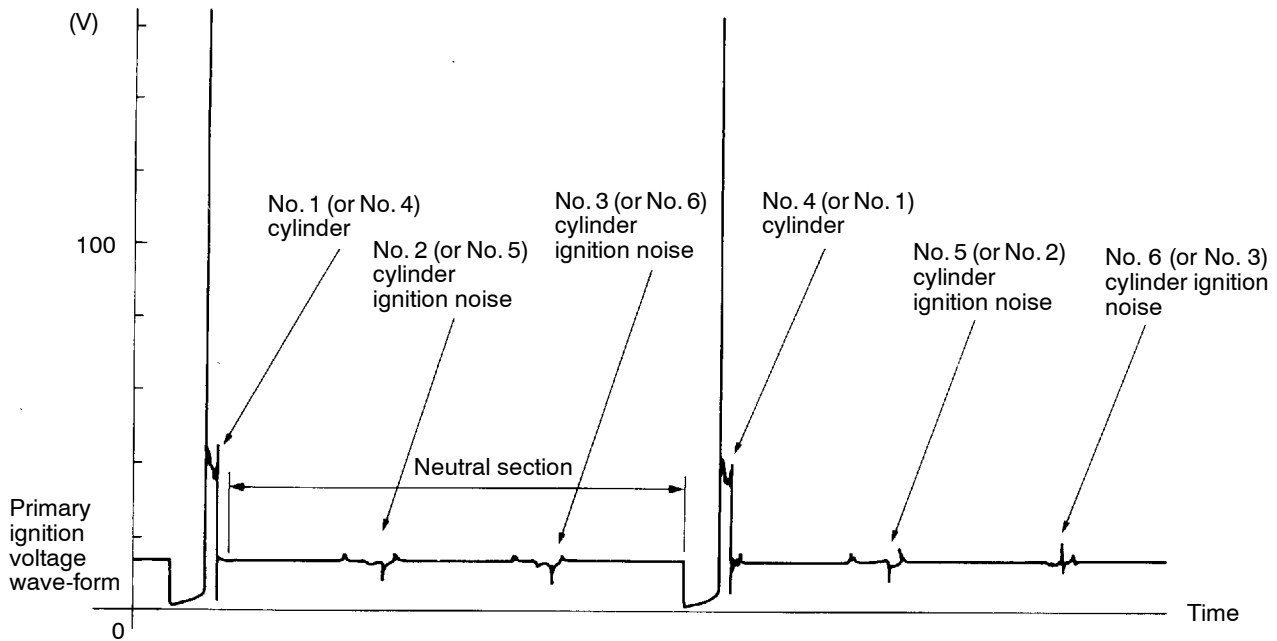 (V)
No. 1 (or No. 4)
cylinder
No. 3 (or No. 6)
cylinder
ignition noise
No. 4 (or No. 1)
cylinder
100
No. 2 (or No. 5)
cylinder
ignition noise
No. 5 (or No. 2)
cylinder
ignition noise
No. 6 (or No. 3)
cylinder ignition
noise
Neutral section
Primary
ignition
voltage
wave-form
Time
0